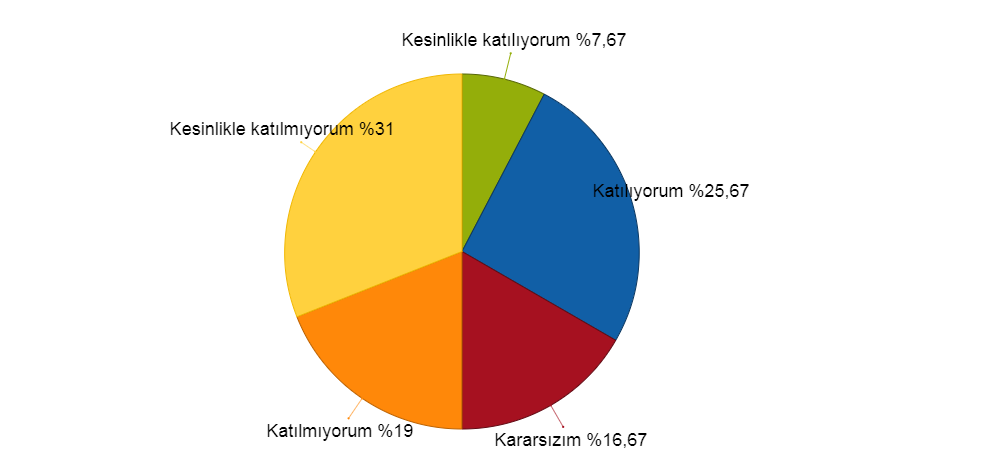 Kesinlikle katılıyorum %7,67
Kesinlikle katılmıyorum %31
Katılıyorum %25,67
Katılmıyorum %19
Kararsızım %16,67